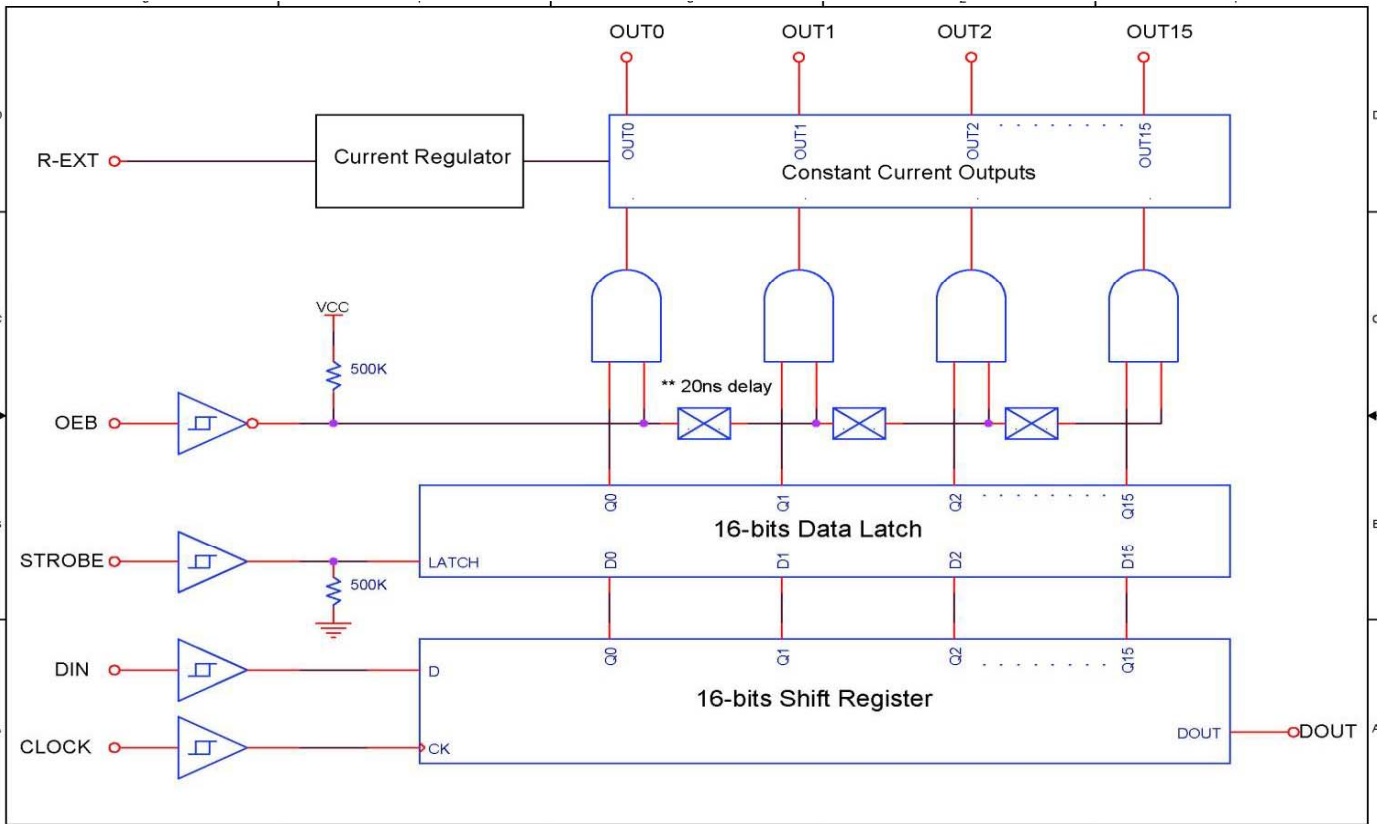 OUT0 OUT1 OUT2 OUT15
OUT0 OUT1 OUT2 . . . . . . . . OUT15
R-EXT
Current Regulator
Constant Current Outputs
VCC
500K
** 20ns delay
OEB
Q0 Q1 Q2 . . . . . . . . Q15
16-bits Data Latch
STROBE
LATCH
D0 D1 D2 D15
500K
DIN
D
Q0 Q1 Q2 . . . . . . . . Q15
16-bits Shift Register
CLOCK
CK
DOUT
DOUT